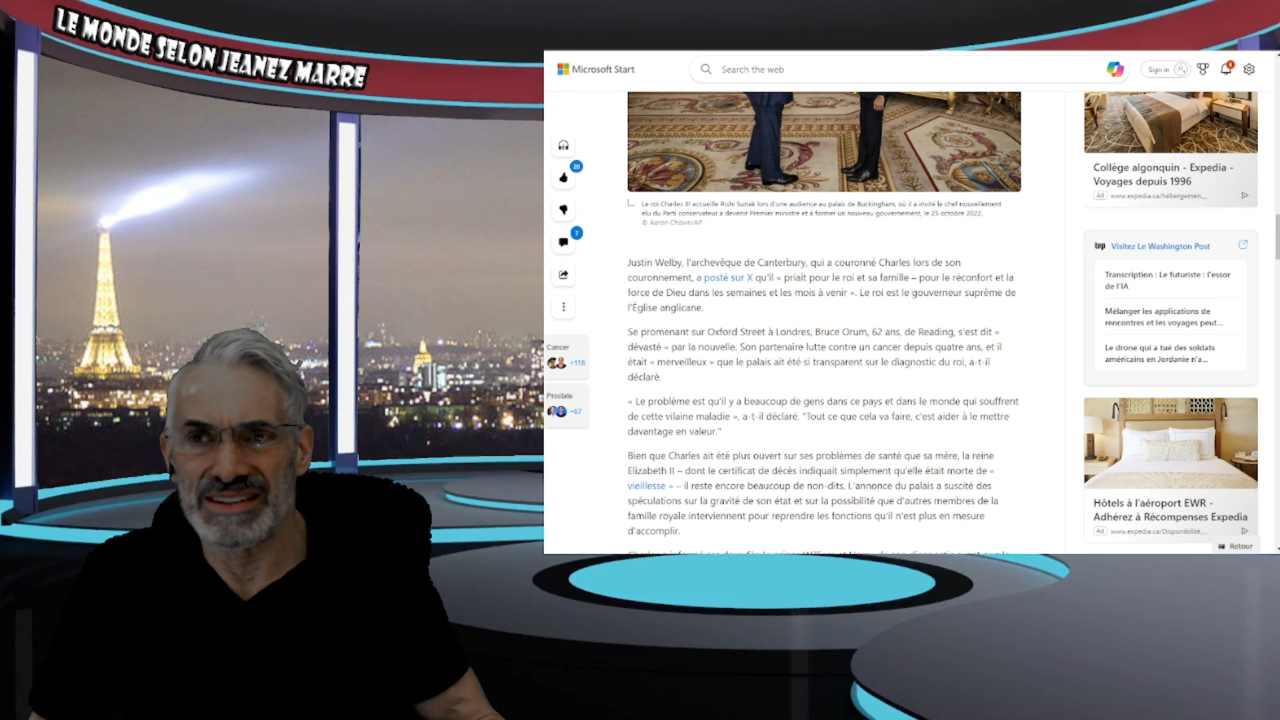 LE MONDE SELON JEANEZ MARRE
Microsoft Start
Search the web
Sign in
20
7
Cancer
+118
Prostate
+67
Le roi Charles III accueille Rishi Sunak lors d'une audience au palais de Buckingham, où il a invité le chef nouvellement
élu du Parti conservateur à devenir Premier ministre et à former un nouveau gouvernement, le 25 octobre 2022.
© Aaron Chown/AP
Justin Welby, l'archevêque de Canterbury, qui a couronné Charles lors de son
couronnement, a posté sur X qu'il « priait pour le roi et sa famille – pour le réconfort et la
force de Dieu dans les semaines et les mois à venir ». Le roi est le gouverneur suprême de
l'Église anglicane.
Se promenant sur Oxford Street à Londres, Bruce Orum, 62 ans, de Reading, s'est dit «
dévasté » par la nouvelle. Son partenaire lutte contre un cancer depuis quatre ans, et il
était « merveilleux » que le palais ait été si transparent sur le diagnostic du roi, a-t-il
déclaré.
« Le problème est qu'il y a beaucoup de gens dans ce pays et dans le monde qui souffrent
de cette vilaine maladie », a-t-il déclaré. "Tout ce que cela va faire, c'est aider à le mettre
davantage en valeur."
Bien que Charles ait été plus ouvert sur ses problèmes de santé que sa mère, la reine
Elizabeth II – dont le certificat de décès indiquait simplement qu'elle était morte de «
vieillesse » – il reste encore beaucoup de non-dits. L'annonce du palais a suscité des
spéculations sur la gravité de son état et sur la possibilité que d'autres membres de la
famille royale interviennent pour reprendre les fonctions qu'il n'est plus en mesure
d'accomplir.
Collège algonquin - Expedia -
Voyages depuis 1996
Ad www.expedia.ca/hébergemen...
Visitez Le Washington Post
Transcription : Le futuriste : l'essor
de l'IA
Mélanger les applications de
rencontres et les voyages peut...
Le drone qui a tué des soldats
américains en Jordanie n'a...
Hôtels à l'aéroport EWR -
Adhérez à Récompenses Expedia
Ad www.expedia.ca/Disponibilité...
Retour